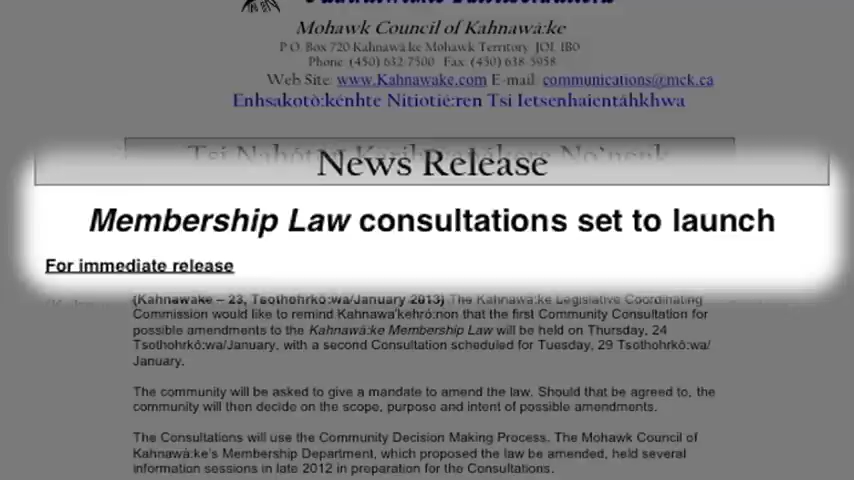 Mohawk Council of Kahnawà:ke
P.O. Box 720 Kahnawà:ke Mohawk Territory J0L 1B0
Phone: (450) 632-7500 Fax: (450) 638-5958
Web Site: www.Kahnawake.com E-mail: communications@mck.ca
Enhsakotò:kénhte Nitiotié:ren Tsi Ietsenhaientáhkhwa
News Release
Membership Law consultations set to launch
For immediate release
(Kahnawake – 23, Tsothohrkó:wa/January 2013) The Kahnawà:ke Legislative Coordinating
Commission would like to remind Kahnawa'kehró:non that the first Community Consultation for
possible amendments to the Kahnawà:ke Membership Law will be held on Thursday, 24
Tsothohrkó:wa/January, with a second Consultation scheduled for Tuesday, 29 Tsothohrkó:wa/
January.
The community will be asked to give a mandate to amend the law. Should that be agreed to, the
community will then decide on the scope, purpose and intent of possible amendments.
The Consultations will use the Community Decision Making Process. The Mohawk Council of
Kahnawà:ke's Membership Department, which proposed the law be amended, held several
information sessions in late 2012 in preparation for the Consultations.